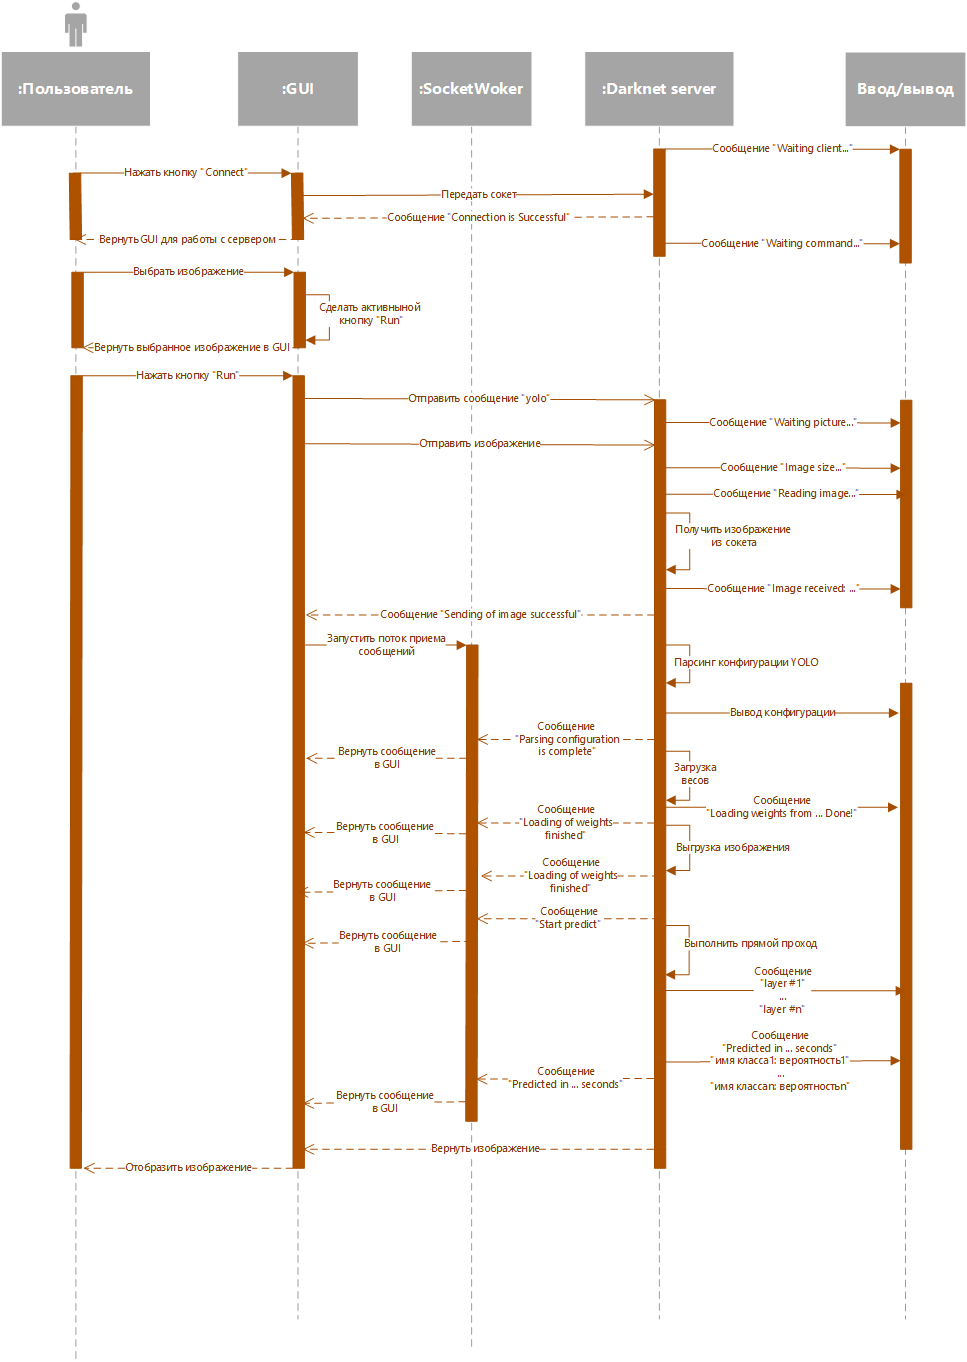 :Пользователь
:GUI
:SocketWoker
:Darknet server
Ввод/вывод
Сообщение "Waiting client..."
Нажать кнопку "Connect"
Передать сокет
Сообщение "Connection is Successful"
Вернуть GUI для работы с сервером
Сообщение "Waiting command..."
Выбрать изображение
Сделать активныной
кнопку "Run"
Вернуть выбранное изображение в GUI
Нажать кнопку "Run"
Отправить сообщение "yolo"
Сообщение "Waiting picture..."
Отправить изображение
Сообщение "Image size..."
Сообщение "Reading image..."
Получить изображение
из сокета
Сообщение "Image received: ..."
Сообщение "Sending of image successful"
Запустить поток приема
сообщений
Парсинг конфигурации YOLO
Вывод конфигурации
Сообщение
"Parsing configuration
is complete"
Вернуть сообщение
в GUI
Загрузка
весов
Сообщение
"Loading weights from ... Done!"
Сообщение
"Loading of weights
finished"
Вернуть сообщение
в GUI
Выгрузка изображения
Сообщение
"Loading of weights
finished"
Вернуть сообщение
в GUI
Сообщение
"Start predict"
Вернуть сообщение
в GUI
Выполнить прямой проход
Сообщение
"layer #1"
...
"layer #n"
Сообщение
"Predicted in ... seconds"
"имя класса1: вероятность1"
...
"имя классan: вероятностьn"
Сообщение
"Predicted in ... seconds"
Вернуть сообщение
в GUI
Вернуть изображение
Отобразить изображение